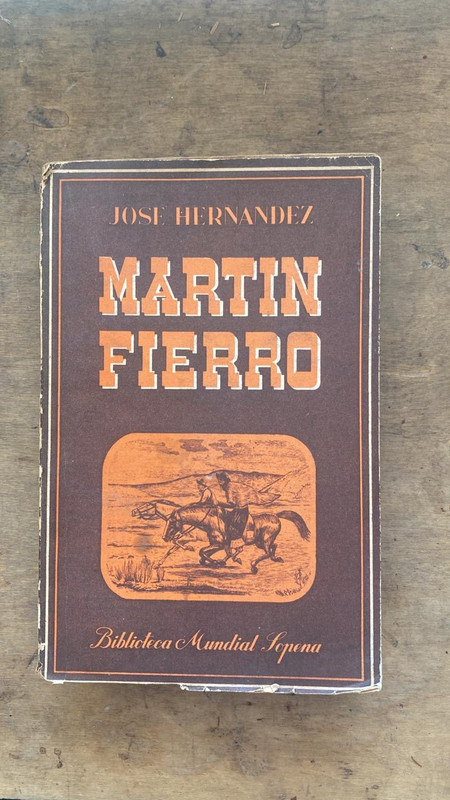 JOSE HERNANDEZ
MARTIN
FIERRO
Biblioteca Mundial Sopena